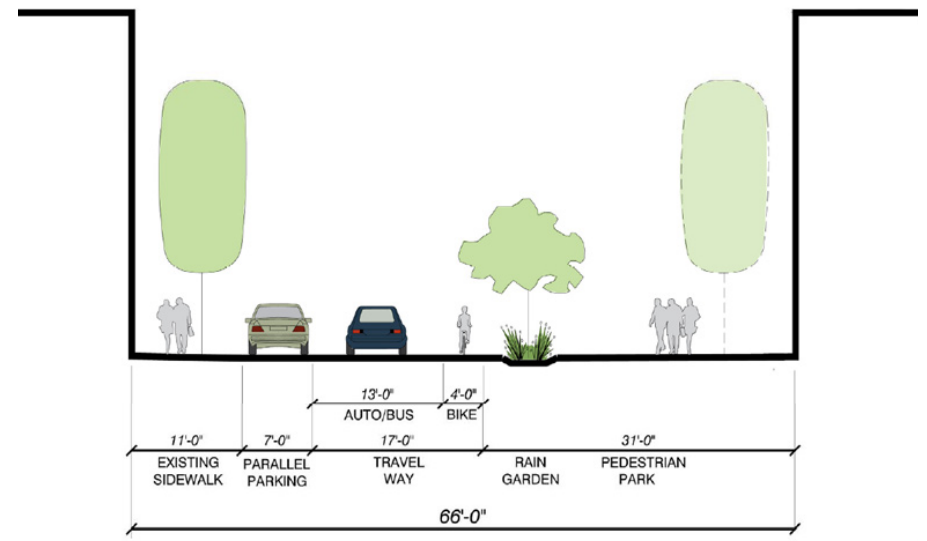 13'-0"
4'-0"
AUTO/BUS
BIKE
11'-0"
7'-0"
17'-0"
31'-0"
EXISTING
SIDEWALK
PARALLEL
PARKING
TRAVEL
WAY
RAIN
GARDEN
PEDESTRIAN
PARK
66'-0"